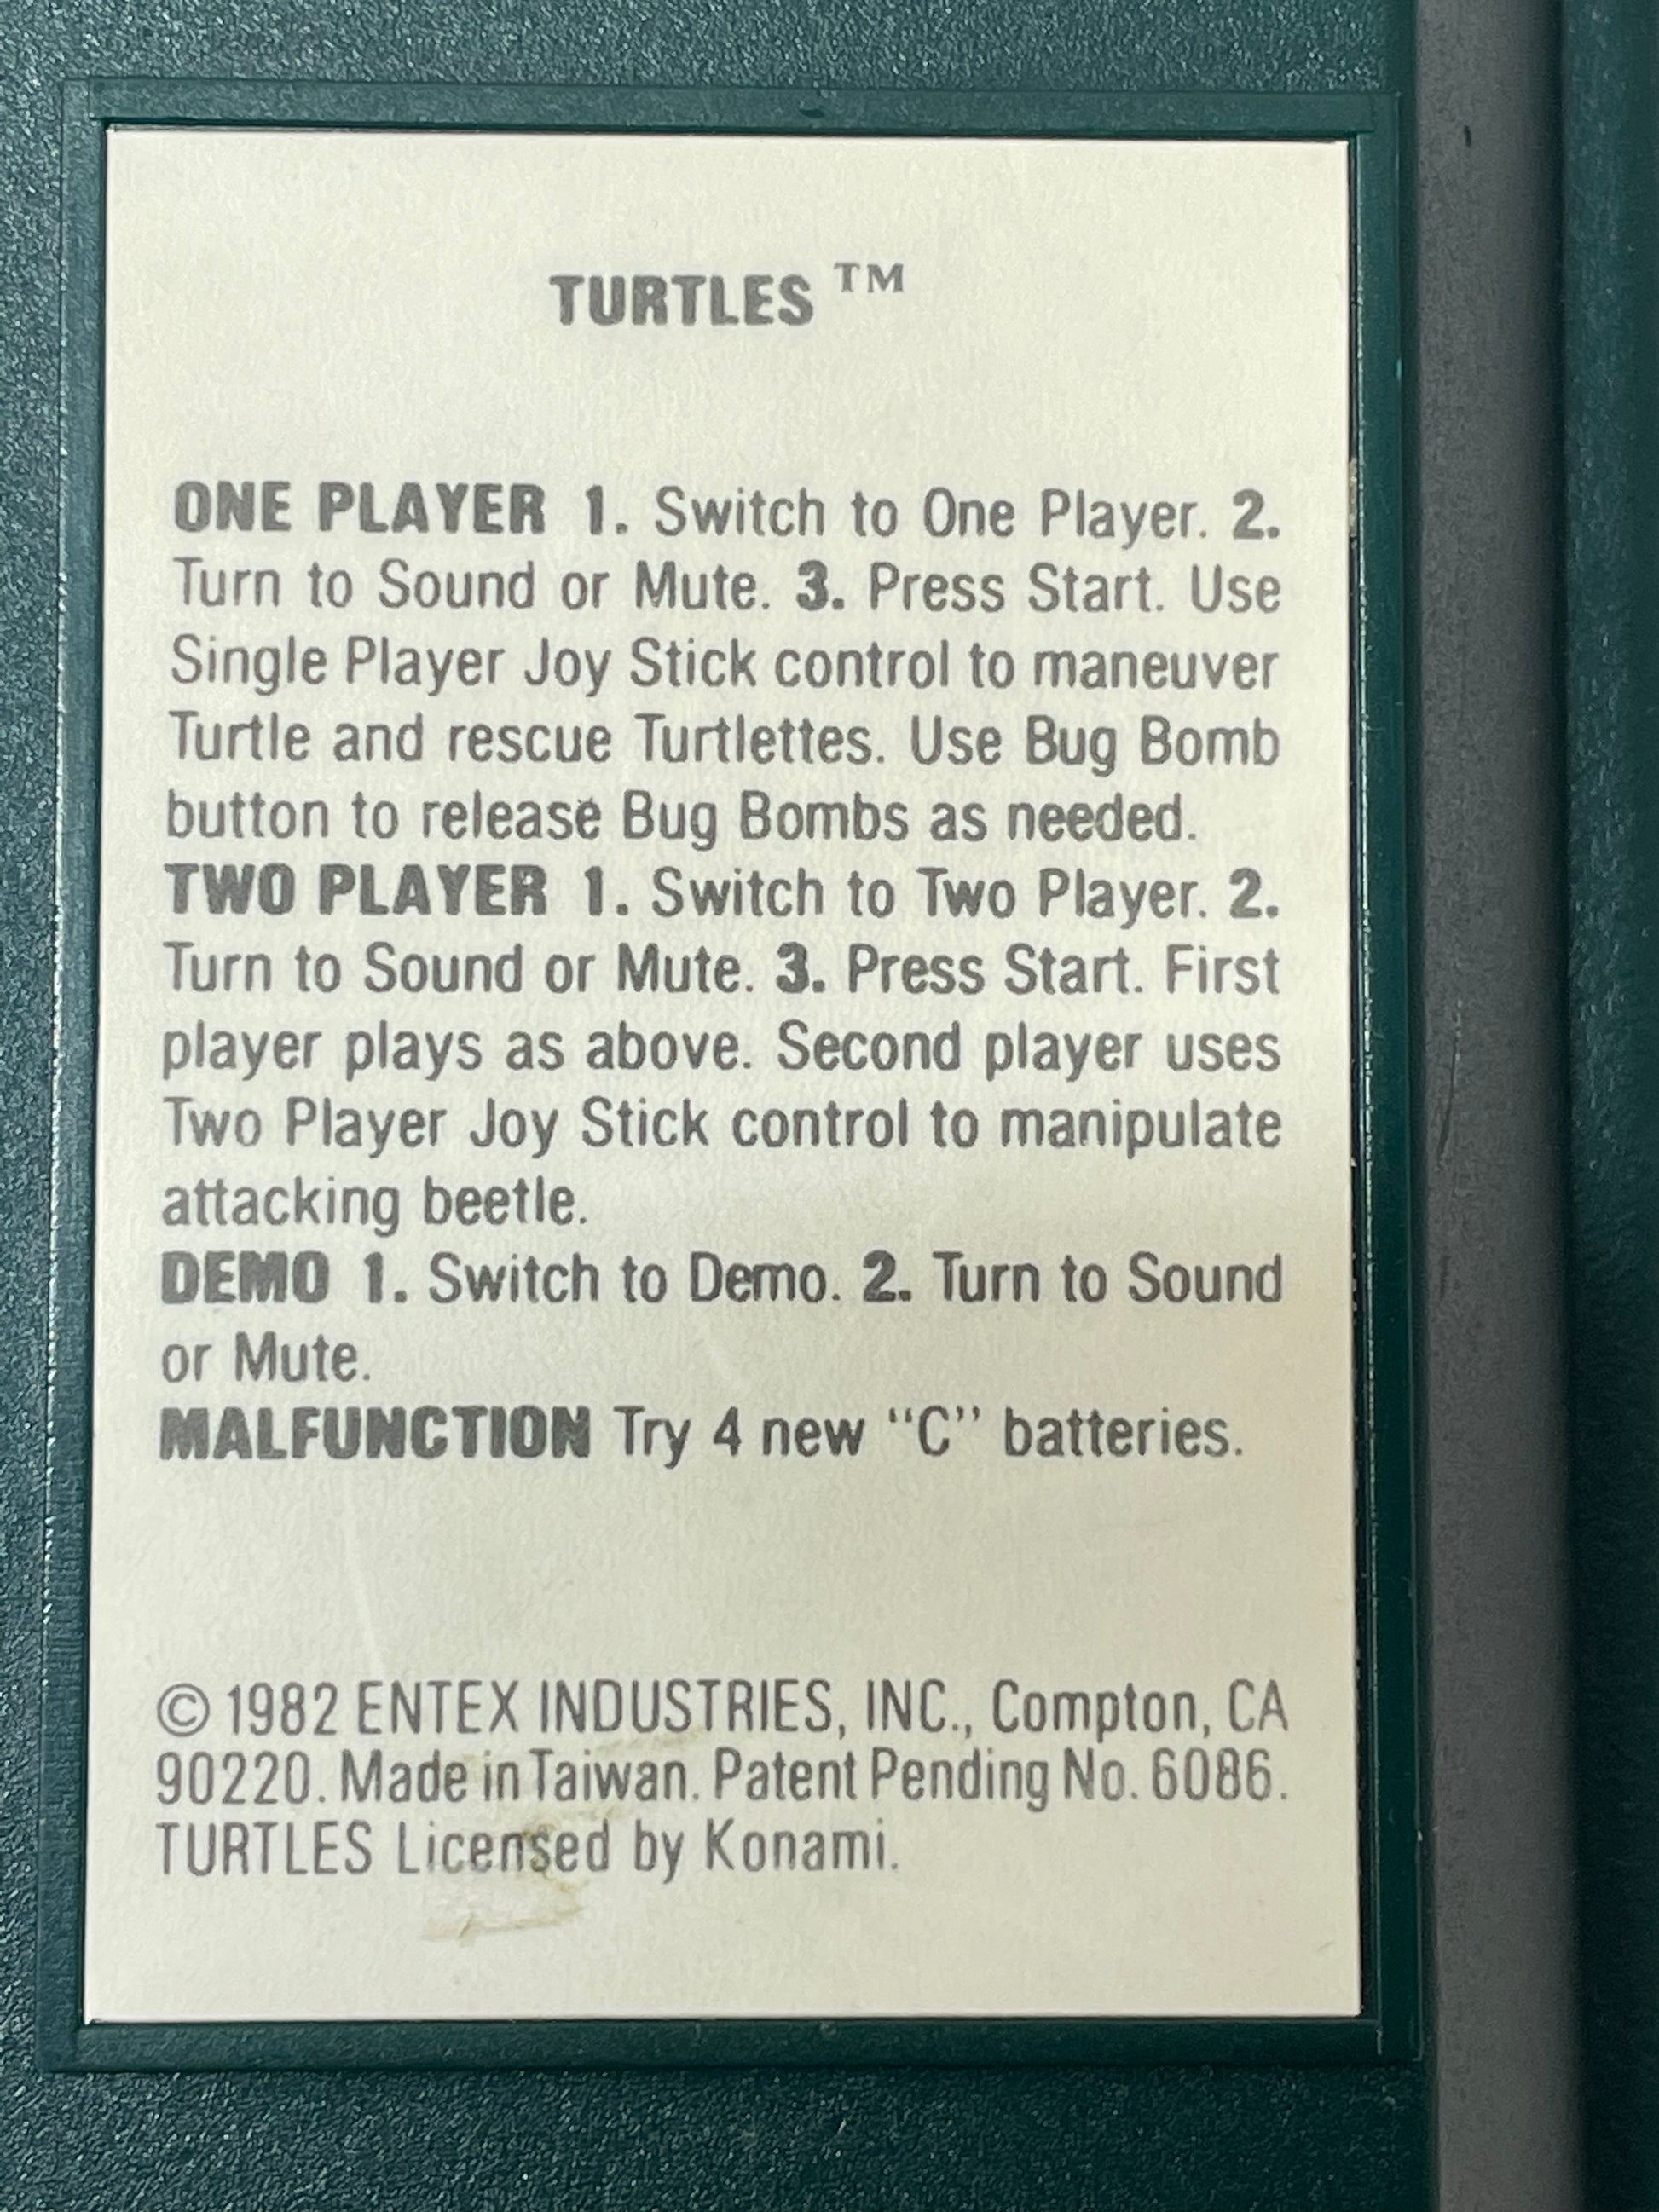 TURTLES ™
ONE PLAYER 1. Switch to One Player. 2.
Turn to Sound or Mute. 3. Press Start. Use
Single Player Joy Stick control to maneuver
Turtle and rescue Turtlettes. Use Bug Bomb
button to release Bug Bombs as needed.
TWO PLAYER 1. Switch to Two Player. 2.
Turn to Sound or Mute. 3. Press Start. First
player plays as above. Second player uses
Two Player Joy Stick control to manipulate
attacking beetle.
DEMO 1. Switch to Demo. 2. Turn to Sound
or Mute.
MALFUNCTION Try 4 new "C" batteries.
© 1982 ENTEX INDUSTRIES, INC., Compton, CA
90220. Made in Taiwan. Patent Pending No. 6086.
TURTLES Licensed by Konami.